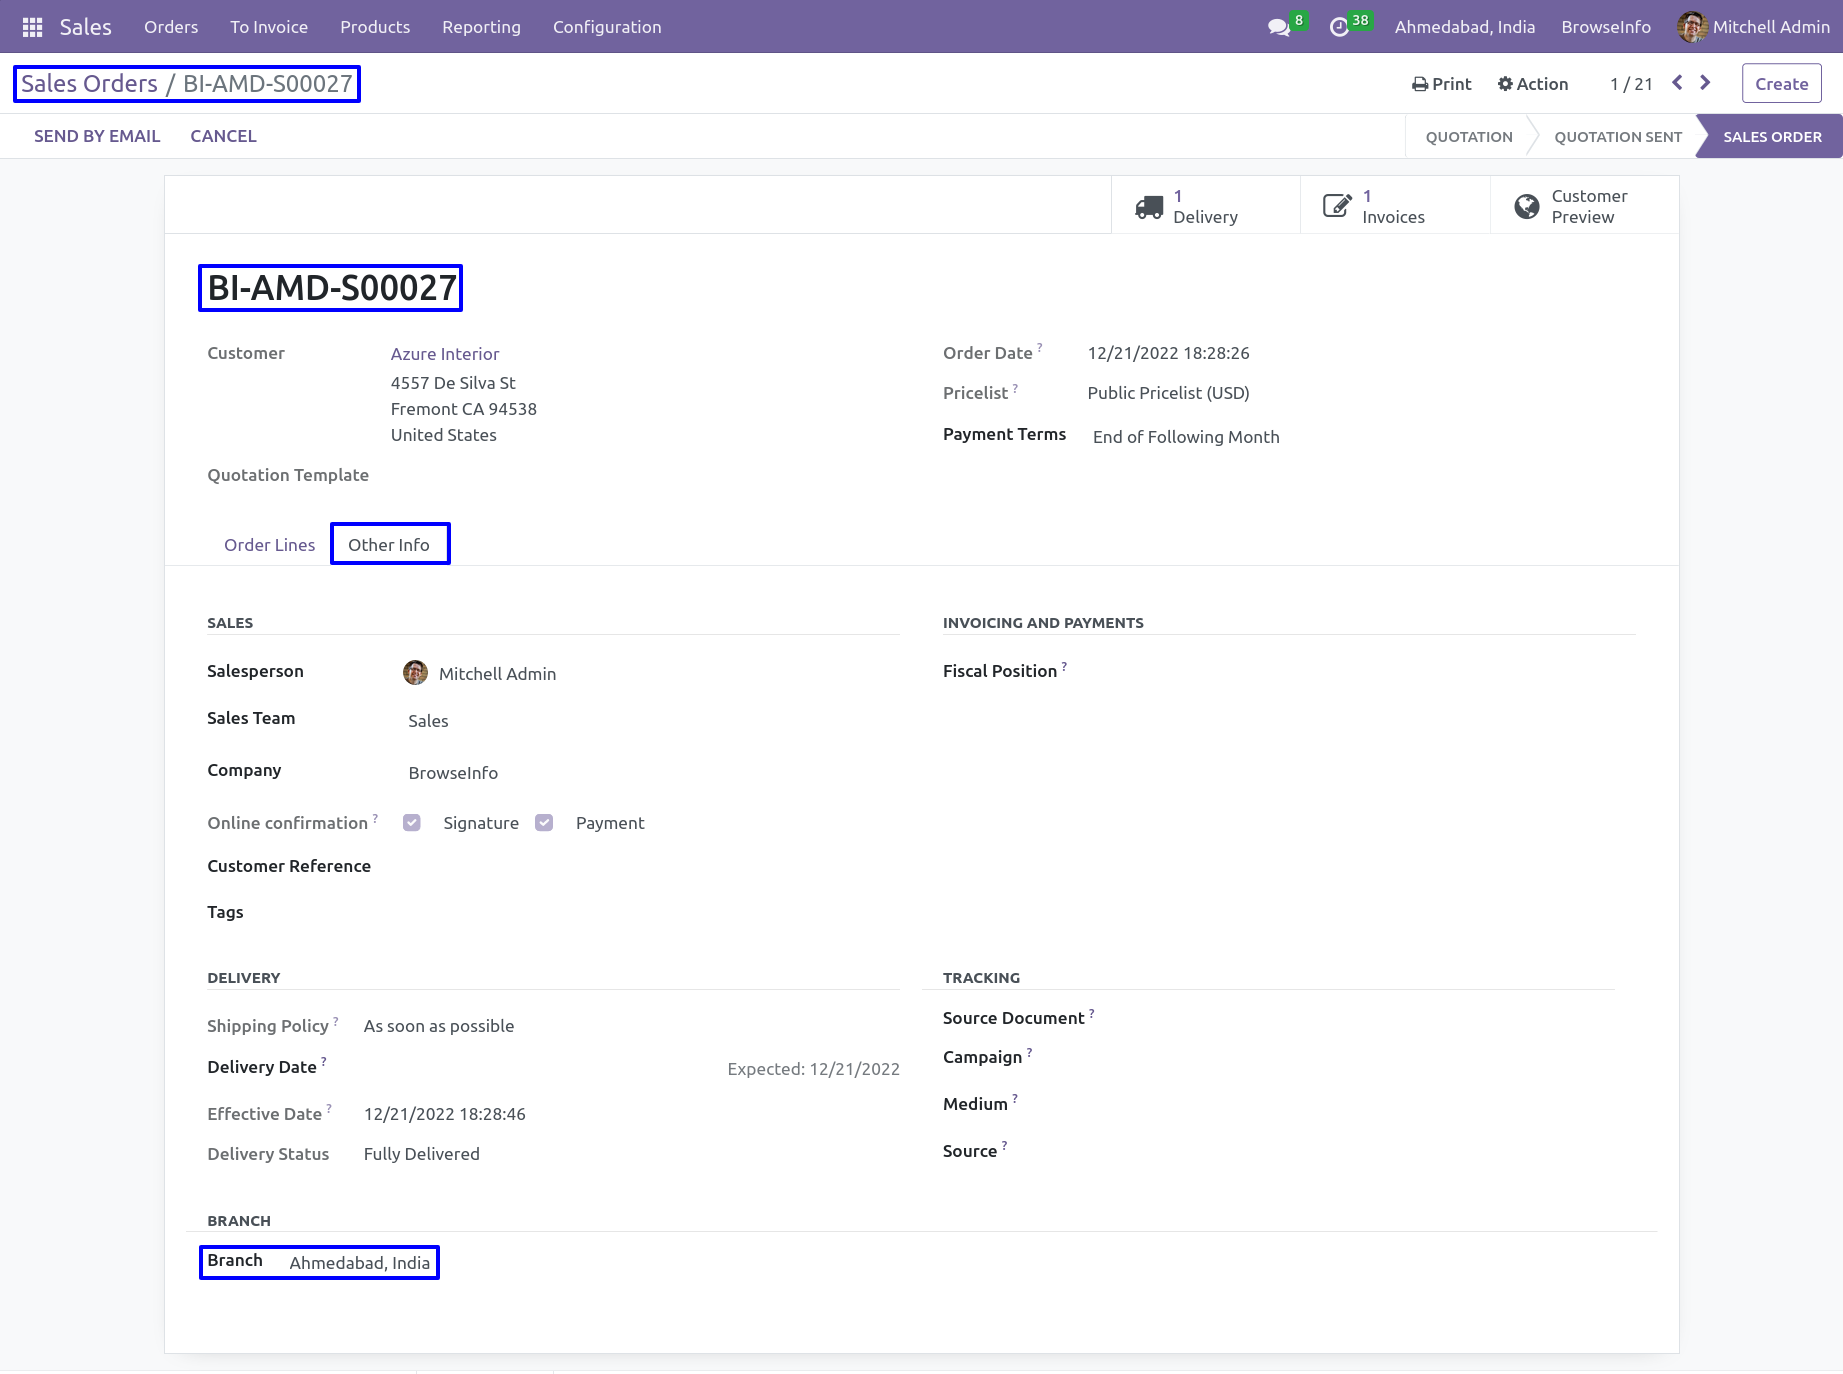 Sales Orders To Invoice Products Reporting Configuration 8 38 Ahmedabad, India BrowseInfo Mitchell Admin
Sales Orders / BI-AMD-S00027 Print Action 1 / 21 Create
SEND BY EMAIL CANCEL QUOTATION QUOTATION SENT SALES ORDER
1 Delivery
1 Invoices
Customer Preview
BI-AMD-S00027
Customer Azure Interior
4557 De Silva St
Fremont CA 94538
United States
Quotation Template
Order Date ? 12/21/2022 18:28:26
Pricelist ? Public Pricelist (USD)
Payment Terms End of Following Month
Order Lines Other Info
SALES
Salesperson Mitchell Admin
Sales Team Sales
Company BrowseInfo
Online confirmation ? Signature Payment
Customer Reference
Tags
INVOICING AND PAYMENTS
Fiscal Position ?
DELIVERY
Shipping Policy ? As soon as possible
Delivery Date ? Expected: 12/21/2022
Effective Date ? 12/21/2022 18:28:46
Delivery Status Fully Delivered
TRACKING
Source Document ?
Campaign ?
Medium ?
Source ?
BRANCH
Branch Ahmedabad, India